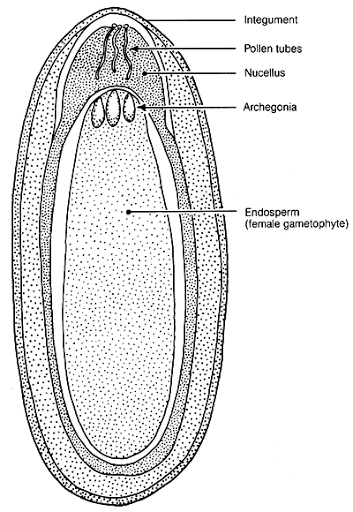 Integument
Pollen tubes
Nucellus
Archegonia
Endosperm
(female gametophyte)